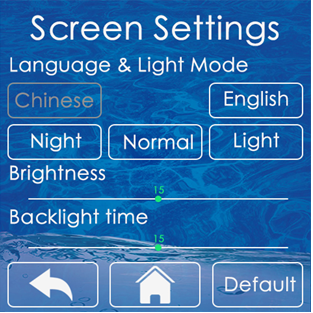 Screen Settings
Language & Light Mode
Chinese English
Night Normal Light
Brightness
15
Backlight time
15
Default